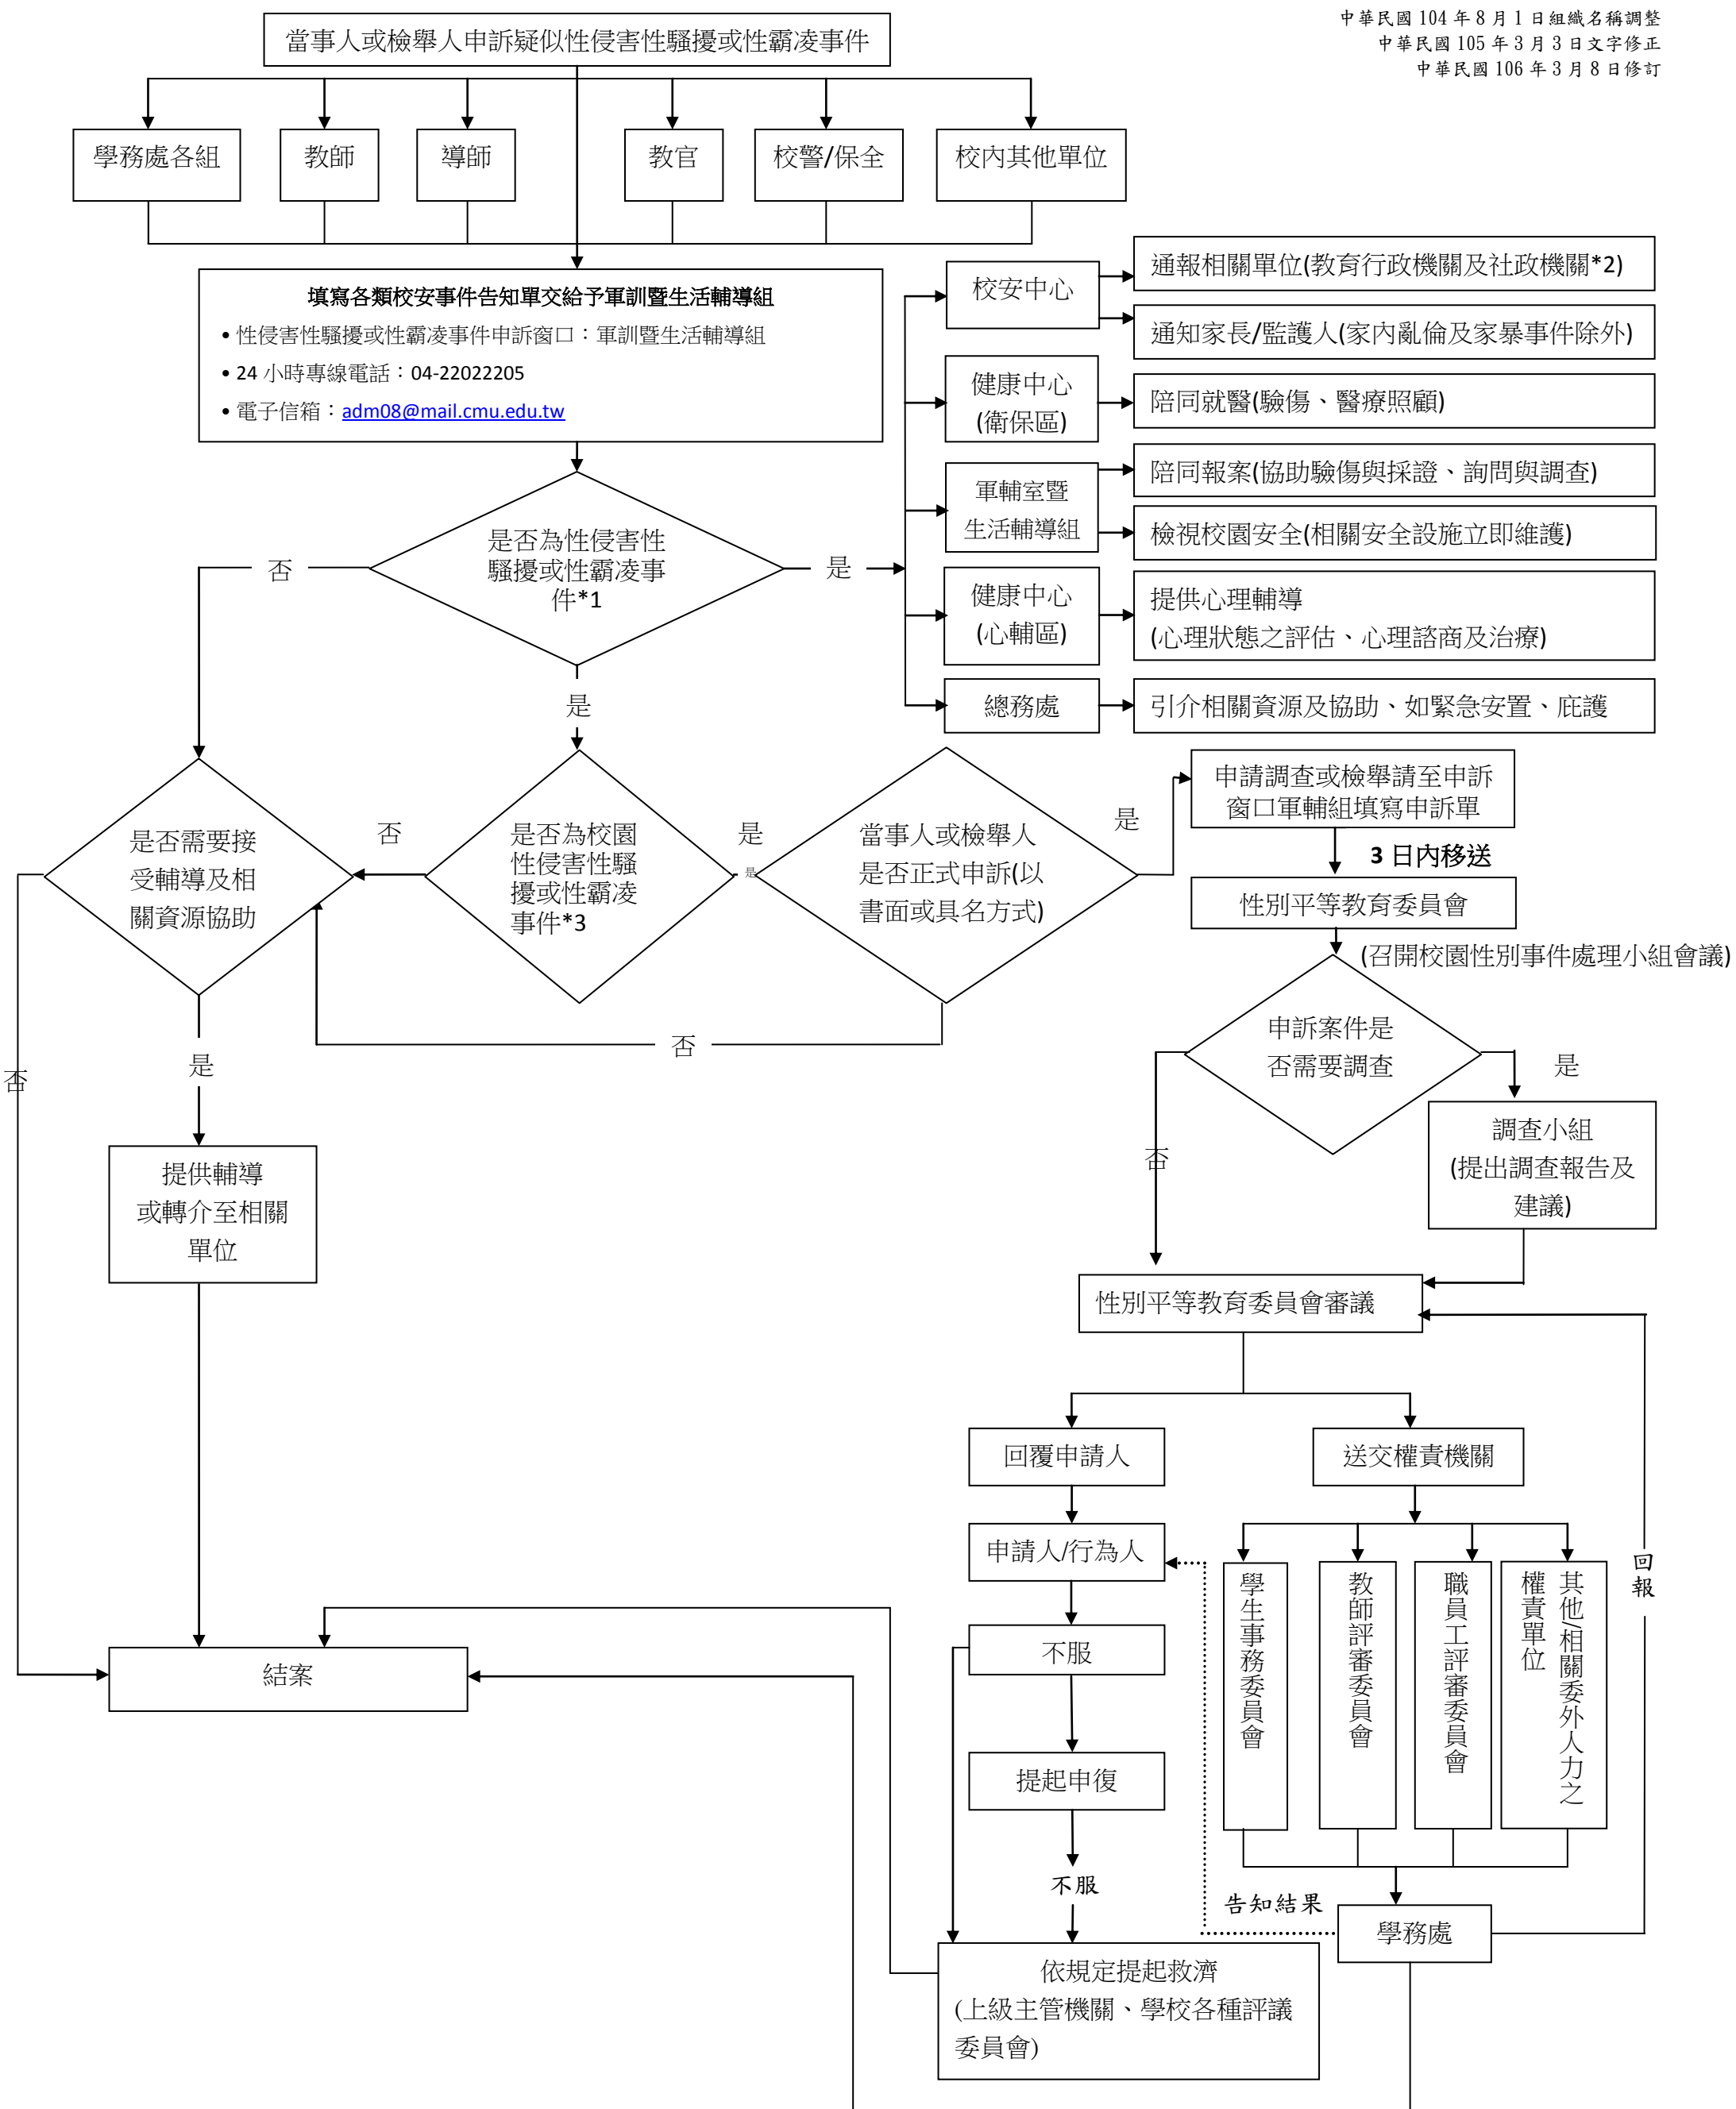 中華民國 104 年 8 月 1 日組織名稱調整
中華民國 105 年 3 月 3 日文字修正
中華民國 106 年 3 月 8 日修訂
當事人或檢舉人申訴疑似性侵害性騷擾或性霸凌事件
學務處各組
教師
導師
教官
校警/保全
校內其他單位
填寫各類校安事件告知單交給予軍訓暨生活輔導組
• 性侵害性騷擾或性霸凌事件申訴窗口：軍訓暨生活輔導組
• 24 小時專線電話：04-22022205
• 電子信箱：adm08@mail.cmu.edu.tw
校安中心
通報相關單位(教育行政機關及社政機關*2)
通知家長/監護人(家內亂倫及家暴事件除外)
健康中心
(衛保區)
陪同就醫(驗傷、醫療照顧)
軍輔室暨
生活輔導組
陪同報案(協助驗傷與採證、詢問與調查)
檢視校園安全(相關安全設施立即維護)
健康中心
(心輔區)
提供心理輔導
(心理狀態之評估、心理諮商及治療)
總務處
引介相關資源及協助、如緊急安置、庇護
是否為性侵害性
騷擾或性霸凌事
件*1
否
是
是
是否需要接
受輔導及相
關資源協助
否
是否為校園
性侵害性騷
擾或性霸凌
事件*3
是
是
當事人或檢舉人
是否正式申訴(以
書面或具名方式)
是
申請調查或檢舉請至申訴
窗口軍輔組填寫申訴單
3 日內移送
性別平等教育委員會
(召開校園性別事件處理小組會議)
否
是
否
申訴案件是
否需要調查
是
否
調查小組
(提出調查報告及
建議)
提供輔導
或轉介至相關
單位
性別平等教育委員會審議
回覆申請人
送交權責機關
申請人/行為人
學生事務委員會
教師評審委員會
職員工評審委員會
其他/相關委外人力之
權責單位
回報
不服
結案
提起申復
不服
告知結果
學務處
依規定提起救濟
(上級主管機關、學校各種評議
委員會)